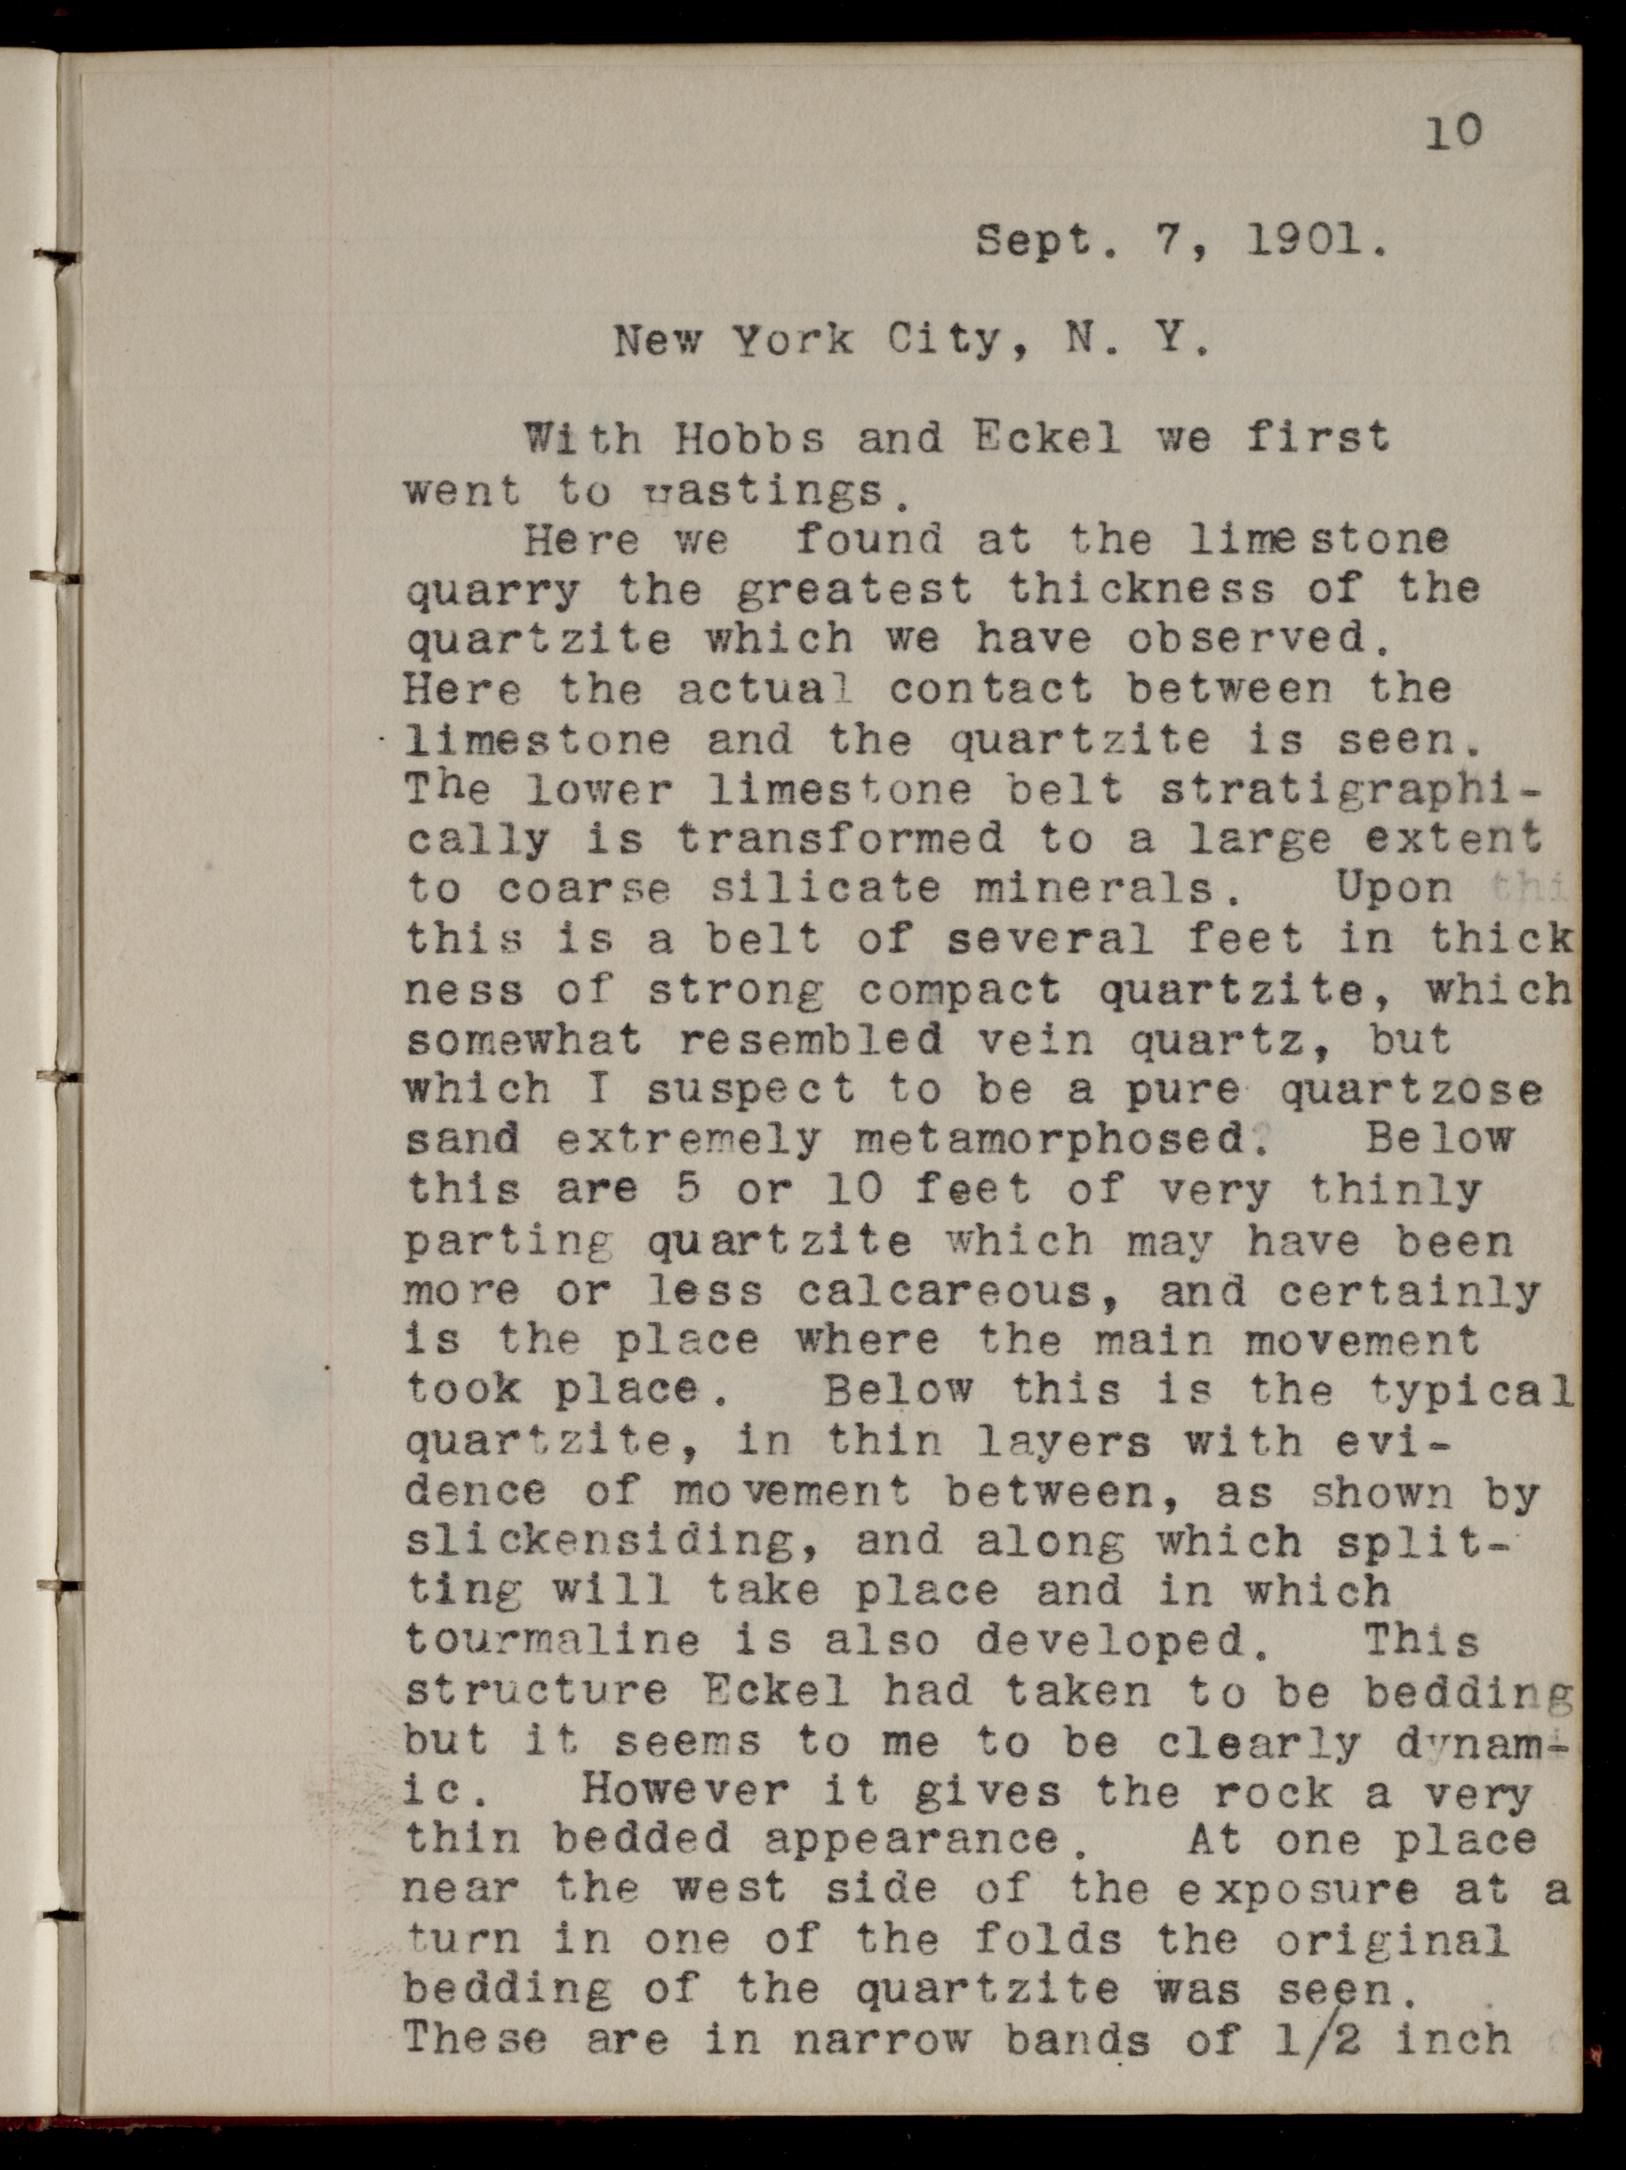 10
Sept. 7, 1901.
New York City, N. Y.
With Hobbs and Eckel we first
went to Hastings.
Here we found at the limestone
quarry the greatest thickness of the
quartzite which we have observed.
Here the actual contact between the
limestone and the quartzite is seen.
The lower limestone belt stratigraphi-
cally is transformed to a large extent
to coarse silicate minerals. Upon thi
this is a belt of several feet in thick
ness of strong compact quartzite, which
somewhat resembled vein quartz, but
which I suspect to be a pure quartzose
sand extremely metamorphosed. Below
this are 5 or 10 feet of very thinly
parting quartzite which may have been
more or less calcareous, and certainly
is the place where the main movement
took place. Below this is the typical
quartzite, in thin layers with evi-
dence of movement between, as shown by
slickensiding, and along which split-
ting will take place and in which
tourmaline is also developed. This
structure Eckel had taken to be bedding
but it seems to me to be clearly dynam-
ic. However it gives the rock a very
thin bedded appearance. At one place
near the west side of the exposure at a
turn in one of the folds the original
bedding of the quartzite was seen.
These are in narrow bands of 1/2 inch